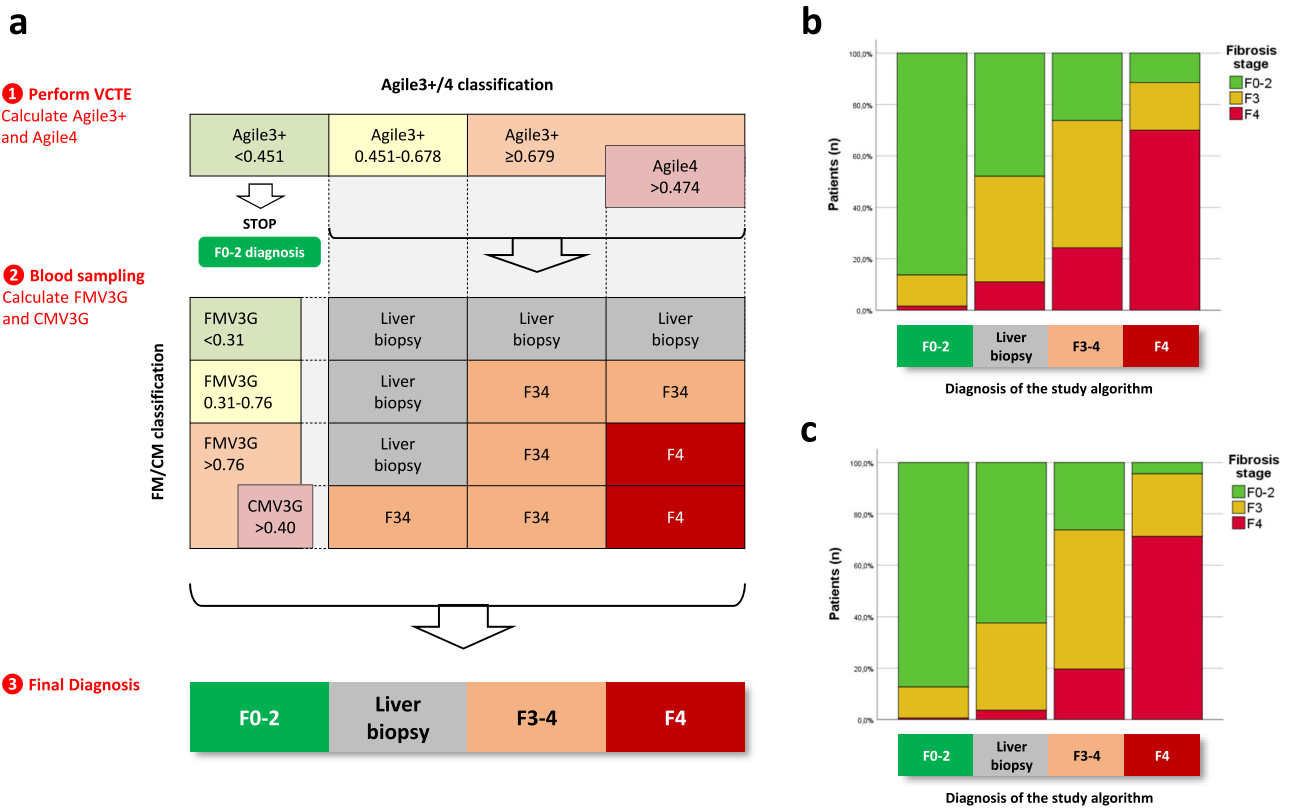 a
❶ Perform VCTE
Calculate Agile3+
and Agile4
Agile3+/4 classification
Agile3+
<0.451
Agile3+
0.451-0.678
Agile3+
≥0.679
Agile4
>0.474
STOP
F0-2 diagnosis
❷ Blood sampling
Calculate FMV3G
and CMV3G
FM/CM classification
FMV3G
<0.31
Liver
biopsy
Liver
biopsy
Liver
biopsy
FMV3G
0.31-0.76
Liver
biopsy
F34
F34
FMV3G
>0.76
Liver
biopsy
F34
F4
CMV3G
>0.40
F34
F34
F4
❸ Final Diagnosis
F0-2
Liver
biopsy
F3-4
F4
b
Patients (n)
100,0%
80,0%
60,0%
40,0%
20,0%
0,0%
Fibrosis
stage
F0-2
F3
F4
F0-2
Liver
biopsy
F3-4
F4
Diagnosis of the study algorithm
c
Patients (n)
100,0%
80,0%
60,0%
40,0%
20,0%
0,0%
Fibrosis
stage
F0-2
F3
F4
F0-2
Liver
biopsy
F3-4
F4
Diagnosis of the study algorithm